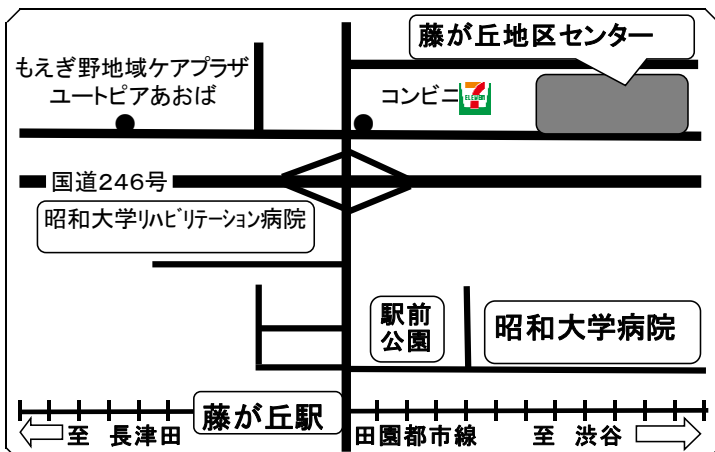 藤が丘地区センター
もえぎ野地域ケアプラザ
ユートピアあおば
コンビニ
7
ELEVEN
国道246号
昭和大学ﾘﾊﾋﾞﾘﾃｰｼｮﾝ病院
駅前
公園
昭和大学病院
藤が丘駅
至 長津田
田園都市線 至 渋谷